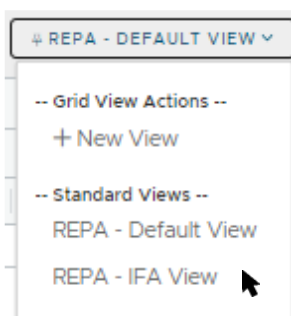 REPA - DEFAULT VIEW
-- Grid View Actions --
+ New View
-- Standard Views --
REPA - Default View
REPA - IFA View